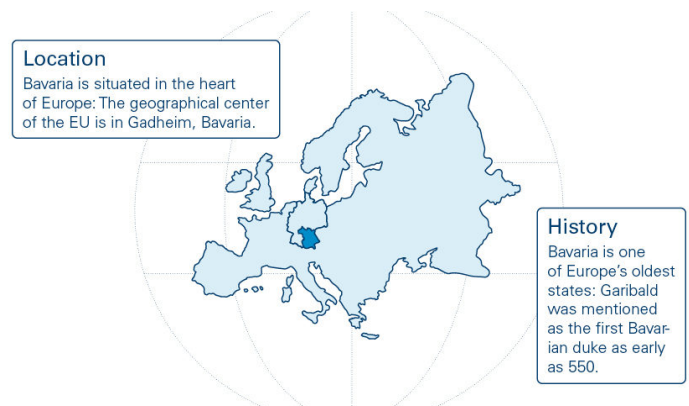 Location
Bavaria is situated in the heart
of Europe: The geographical center
of the EU is in Gadheim, Bavaria.
History
Bavaria is one
of Europe's oldest
states: Garibald
was mentioned
as the first Bavar-
ian duke as early
as 550.